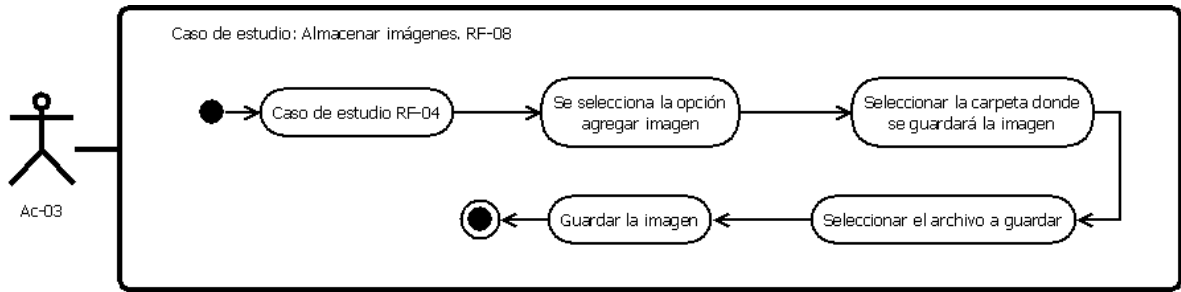 Caso de estudio: Almacenar imágenes. RF-08
Caso de estudio RF-04
Se selecciona la opción
agregar imagen
Seleccionar la carpeta donde
se guardará la imagen
Ac-03
Guardar la imagen
Seleccionar el archivo a guardar